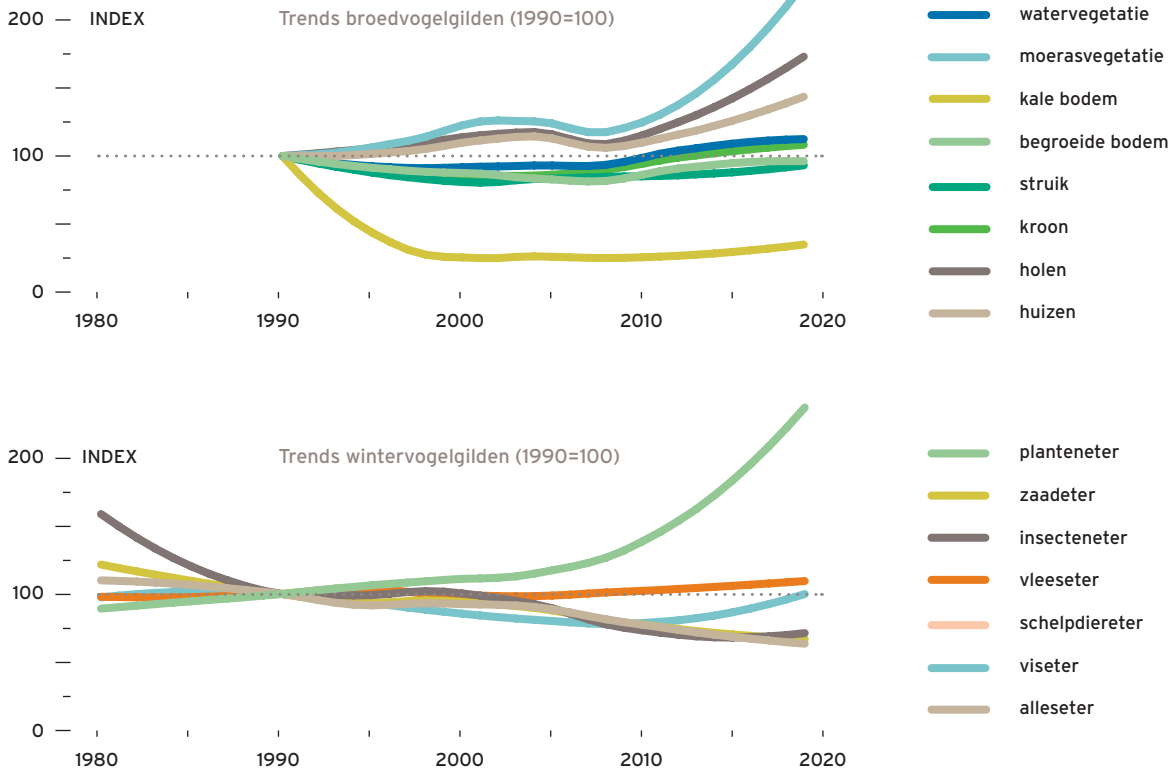 200 INDEX Trends broedvogelgilden (1990=100)
100
0
1980 1990 2000 2010 2020
watervegetatie
moerasvegetatie
kale bodem
begroeide bodem
struik
kroon
holen
huizen
200 INDEX Trends wintervogelgilden (1990=100)
100
0
1980 1990 2000 2010 2020
planteneter
zaadeter
insecteneter
vleeseter
schelpdiereter
viseter
alleseter